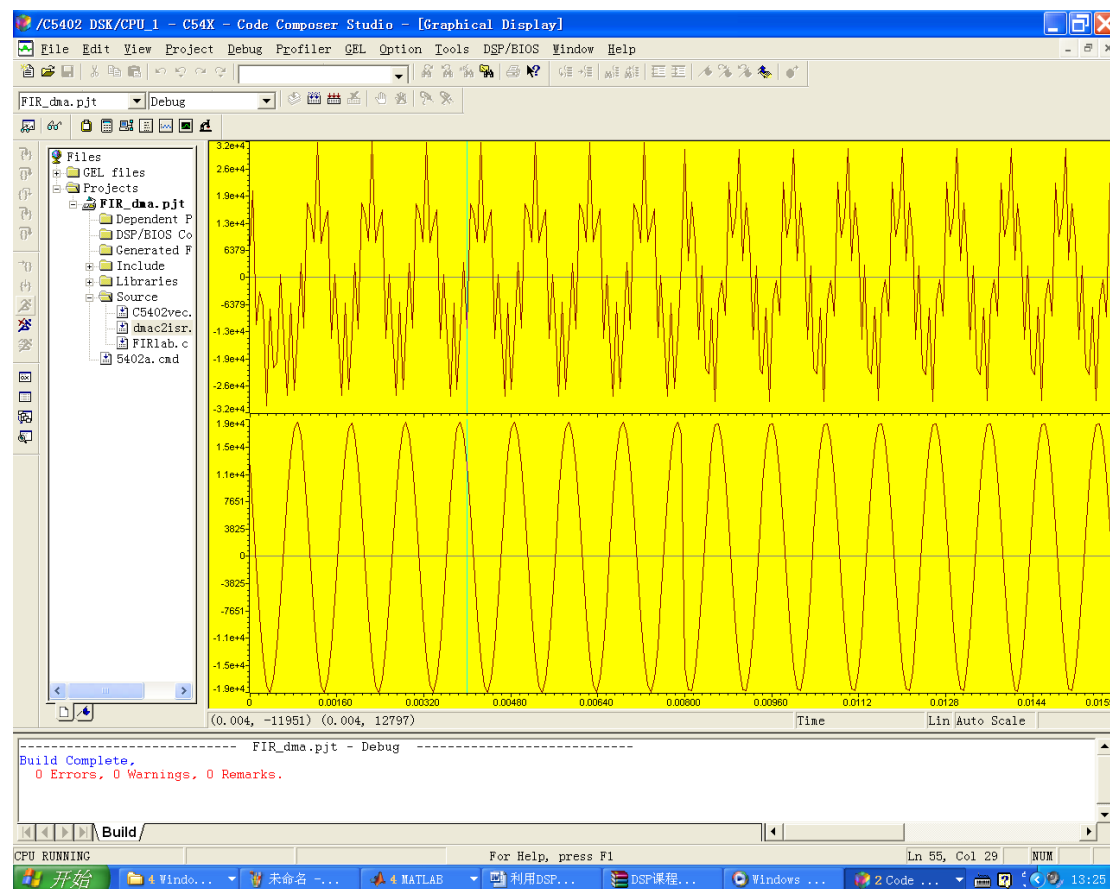 /C5402 DSK/CPU_1 - C54X - Code Composer Studio - [Graphical Display]
File Edit View Project Debug Profiler GEL Option Tools DSP/BIOS Window Help
FIR_dma.pjt Debug
Files
GEL files
Projects
FIR_dma.pjt
Dependent P
DSP/BIOS Co
Generated F
Include
Libraries
Source
C5402vec.
dmac2isr.
FIRlab.c
5402a.cmd
3.2e+4
2.6e+4
1.9e+4
1.3e+4
6379
0
-6379
-1.3e+4
-1.9e+4
-2.6e+4
-3.2e+4
1.9e+4
1.5e+4
1.1e+4
7651
3825
0
-3825
-7651
-1.1e+4
-1.5e+4
-1.9e+4
0 0.00160 0.00320 0.00480 0.00640 0.00800 0.00960 0.0112 0.0128 0.0144 0.0159
(0.004, -11951) (0.004, 12797) Time Lin Auto Scale
-------------------------- FIR_dma.pjt - Debug --------------------------
Build Complete,
0 Errors, 0 Warnings, 0 Remarks.
Build
CPU RUNNING For Help, press F1 Ln 55, Col 29 NUM
开始 4 Windo... 未命名 -... 4 MATLAB 利用DSP... DSP课程... Windows ... 2 Code ... 13:25